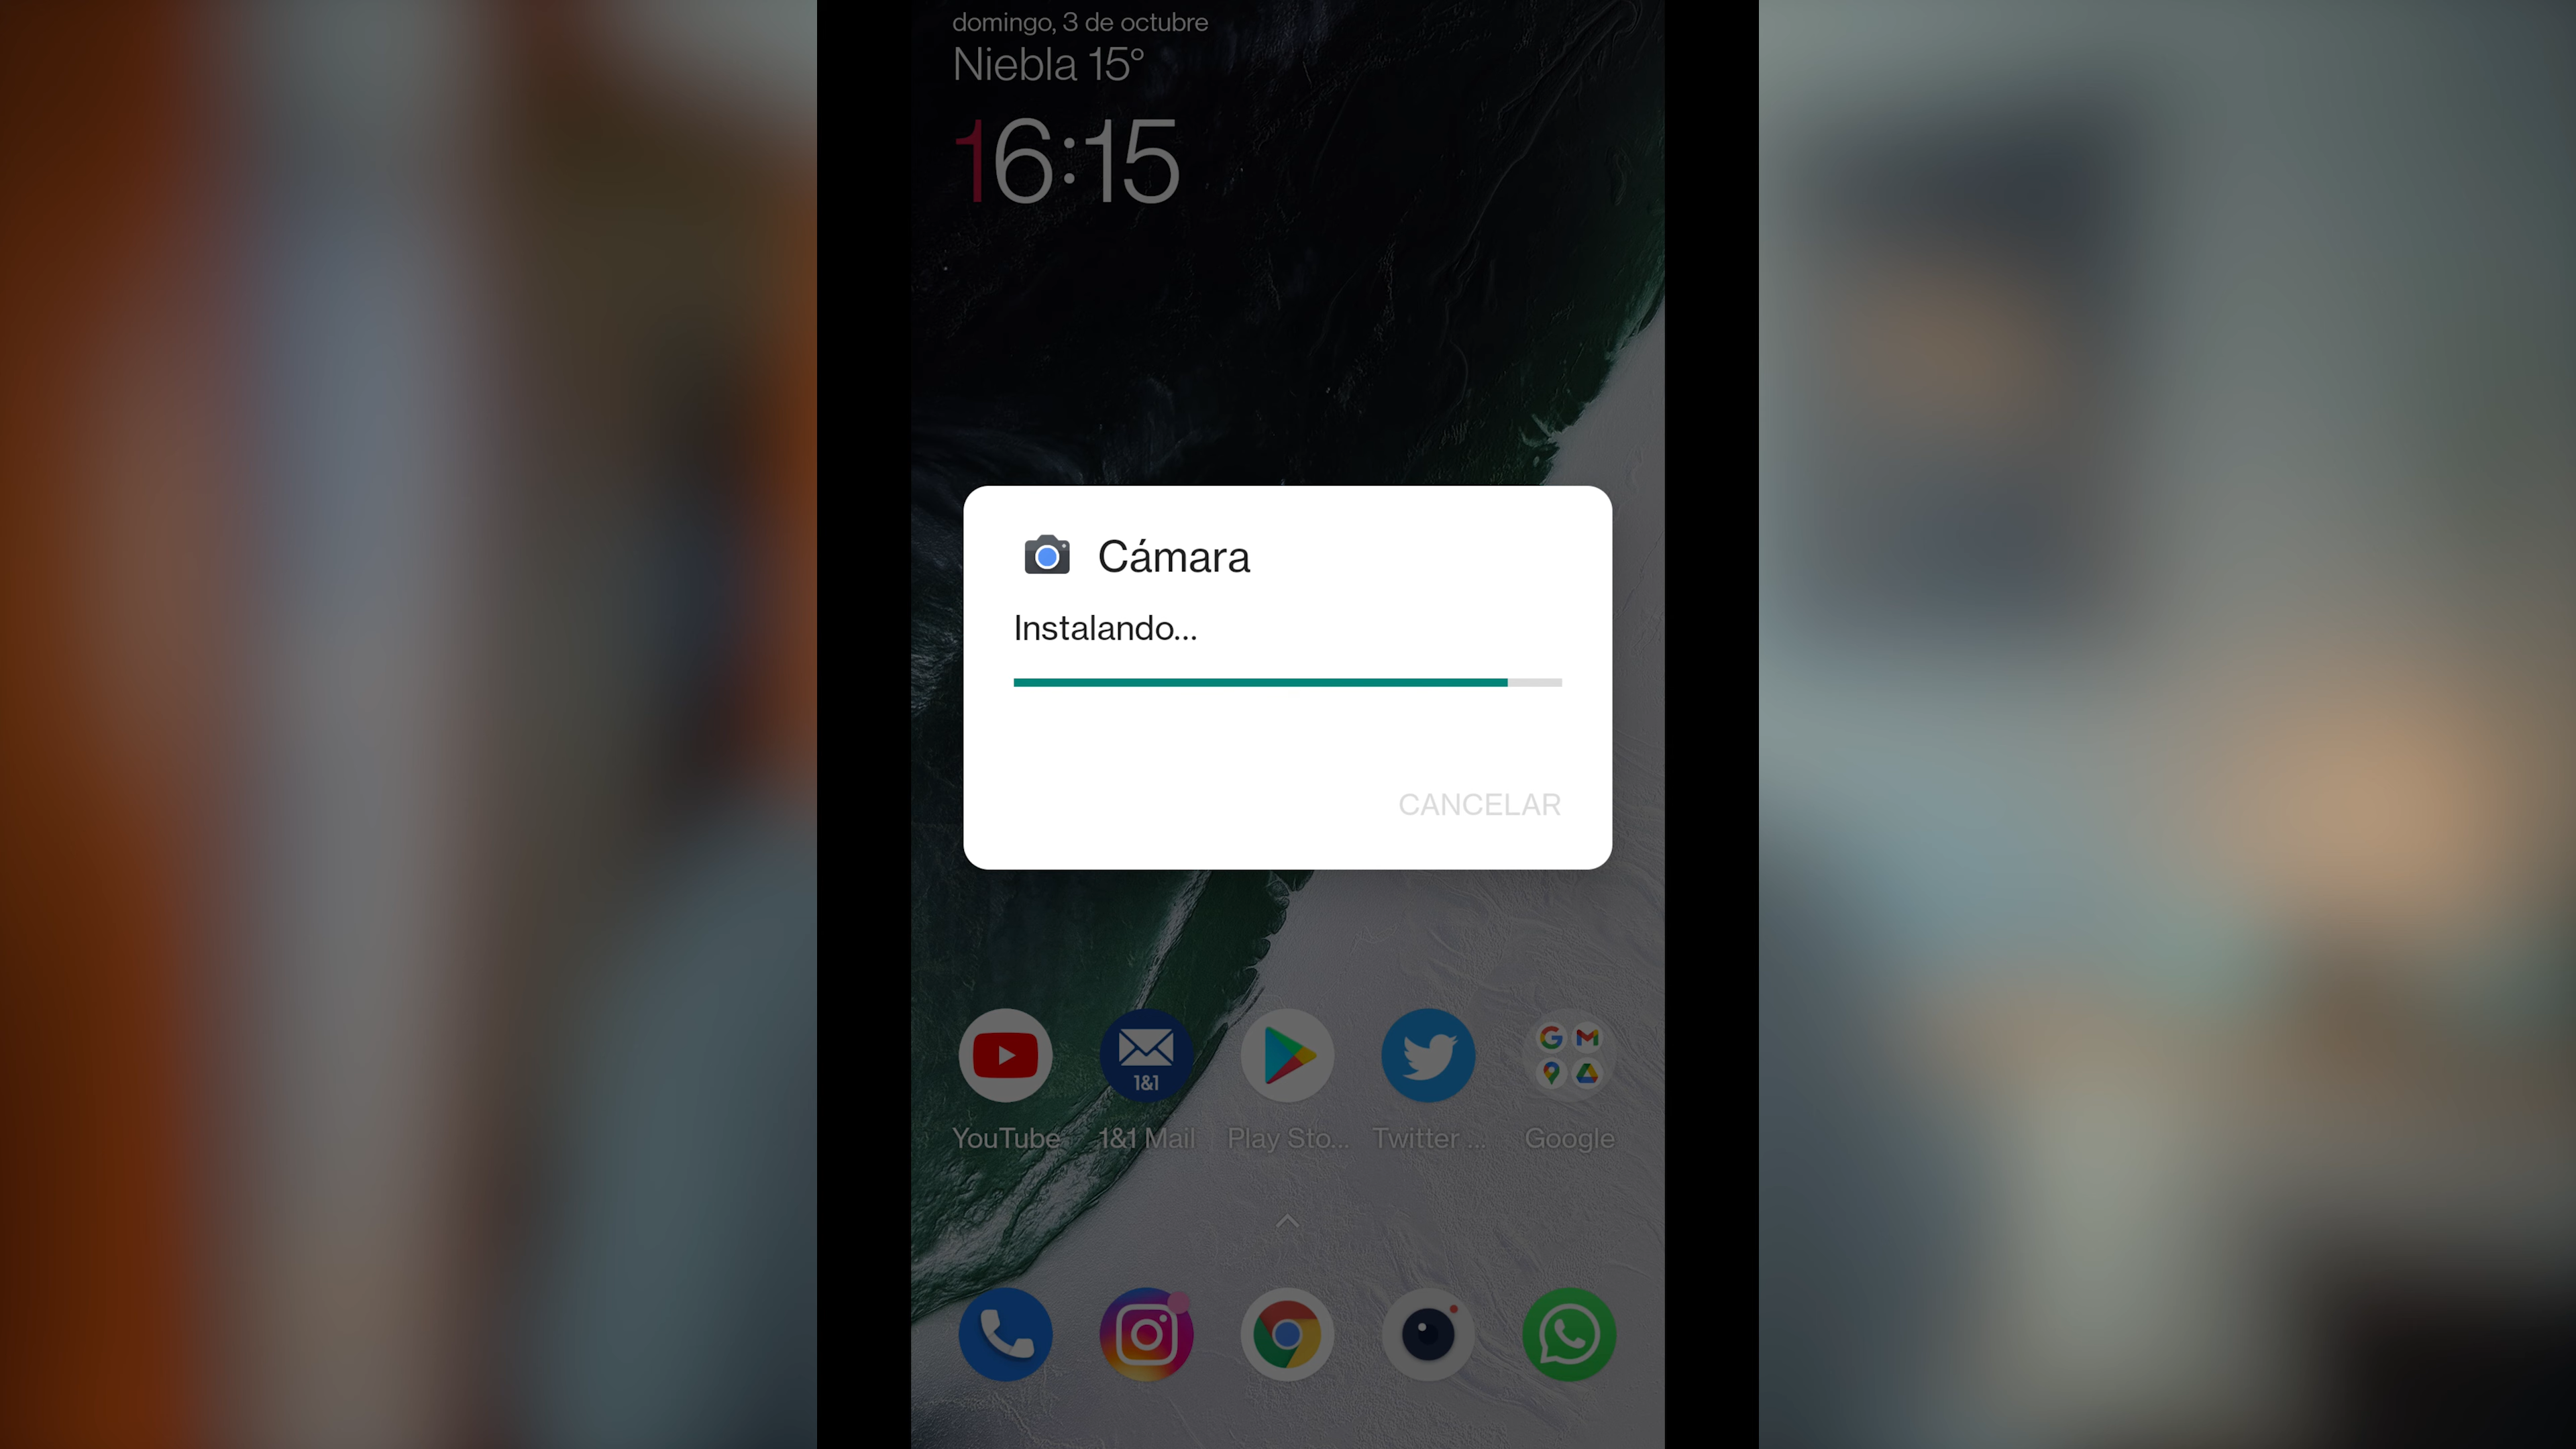 domingo, 3 de octubre
Niebla 15°
16:15
Cámara
Instalando...
CANCELAR
1&1
YouTube 1&1 Mail Play Sto... Twitter ... Google